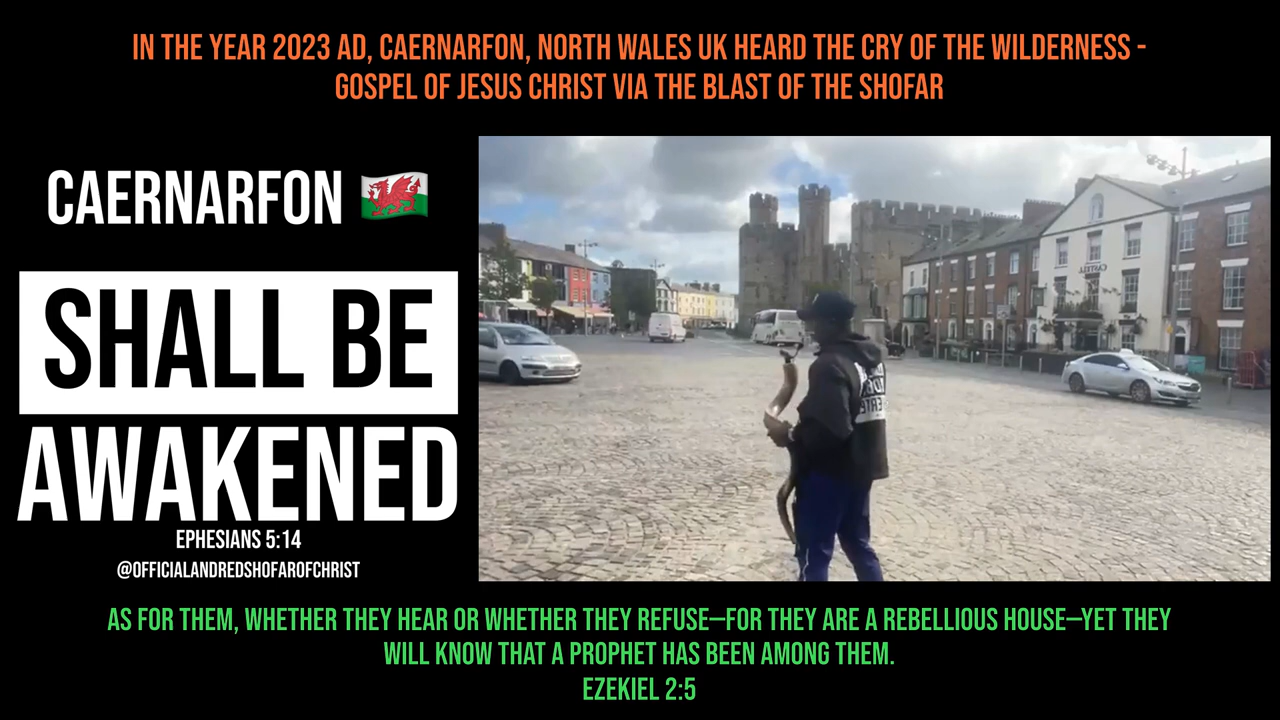 IN THE YEAR 2023 AD, CAERNARFON, NORTH WALES UK HEARD THE CRY OF THE WILDERNESS -
GOSPEL OF JESUS CHRIST VIA THE BLAST OF THE SHOFAR
CAERNARFON
SHALL BE
AWAKENED
EPHESIANS 5:14
@OFFICIALANDREDSHOFAROFCHRIST
CASTELL
AS FOR THEM, WHETHER THEY HEAR OR WHETHER THEY REFUSE—FOR THEY ARE A REBELLIOUS HOUSE—YET THEY
WILL KNOW THAT A PROPHET HAS BEEN AMONG THEM.
EZEKIEL 2:5